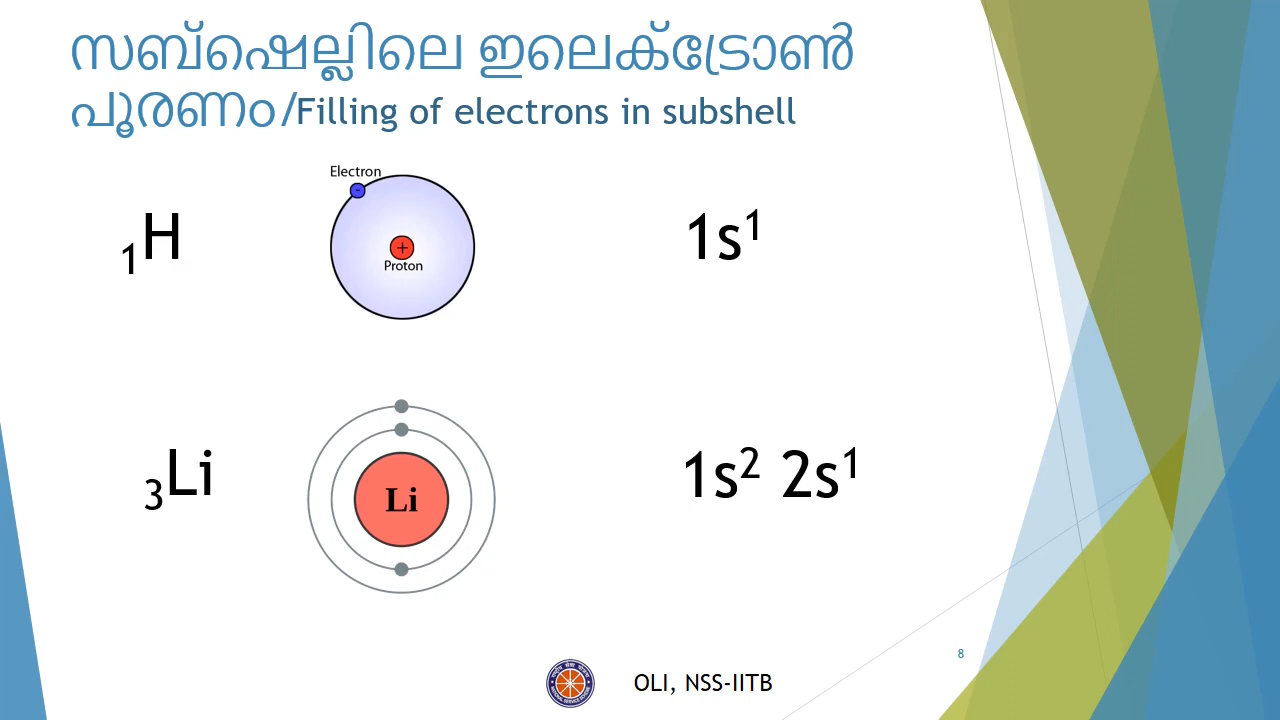 സബ്ഷെല്ലിലെ ഇലെക്ട്രോൺ
പൂരണം/Filling of electrons in subshell
Electron
-
₁H
1s¹
+
Proton
₃Li
Li
1s² 2s¹
8
OLI, NSS-IITB